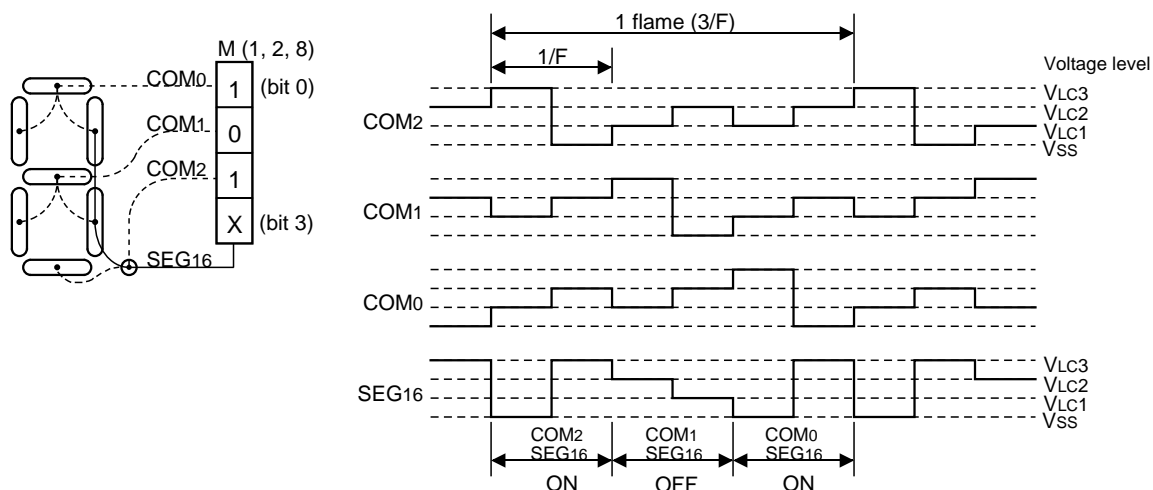 M (1, 2, 8)
COM0
1
(bit 0)
COM1
0
COM2
1
X
(bit 3)
SEG16
1 flame (3/F)
1/F
Voltage level
COM2
VLC3
VLC2
VLC1
VSS
COM1
COM0
SEG16
VLC3
VLC2
VLC1
VSS
COM2 COM1 COM0
SEG16 SEG16 SEG16
ON OFF ON